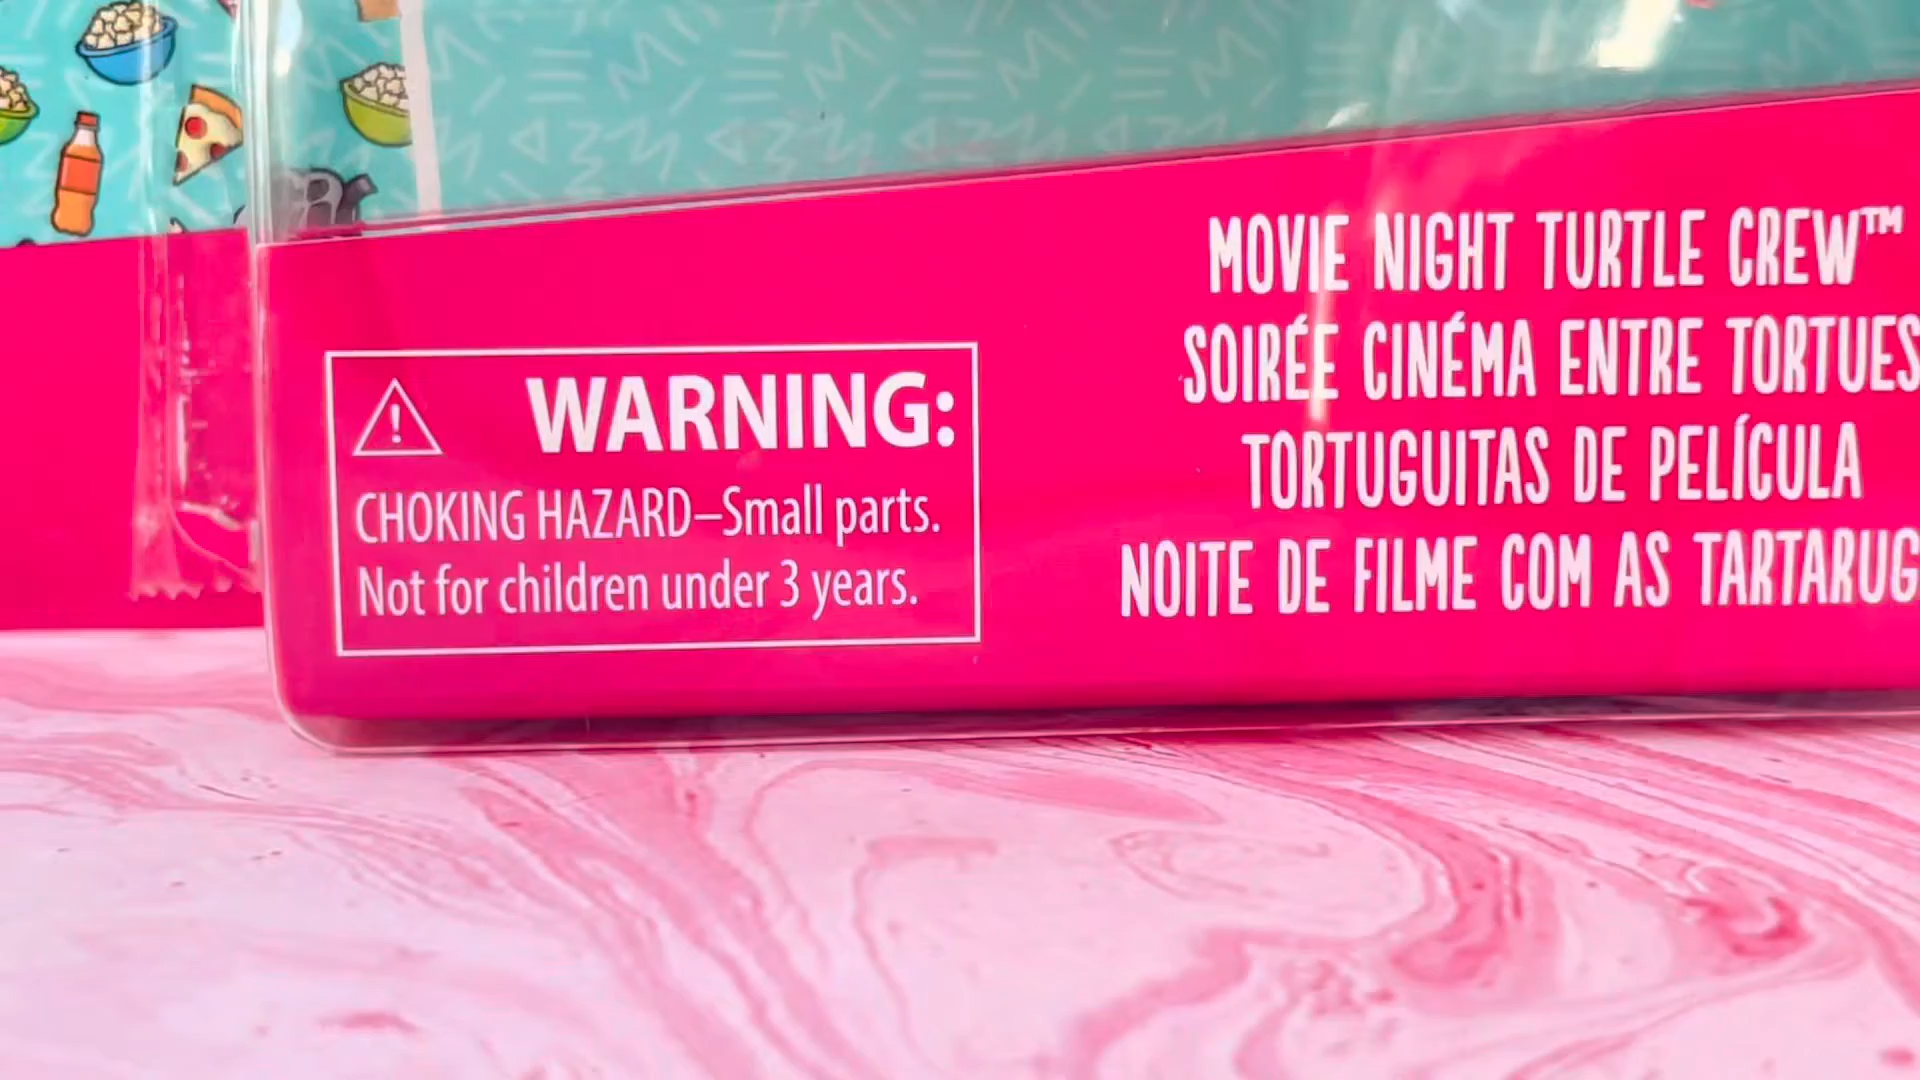 WARNING:
CHOKING HAZARD–Small parts.
Not for children under 3 years.
MOVIE NIGHT TURTLE CREW™
SOIRÉE CINÉMA ENTRE TORTUES
TORTUGUITAS DE PELÍCULA
NOITE DE FILME COM AS